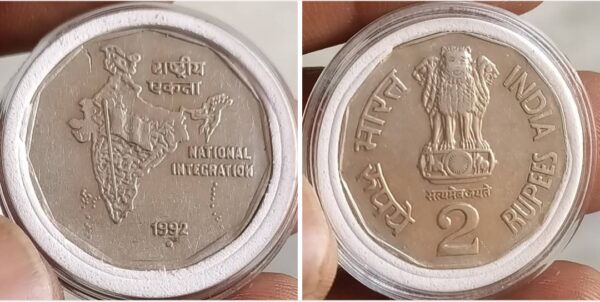 राष्ट्रीय
एकता
NATIONAL
INTEGRATION
1992
भारत
INDIA
रुपये
RUPEES
सत्यमेव जयते
2